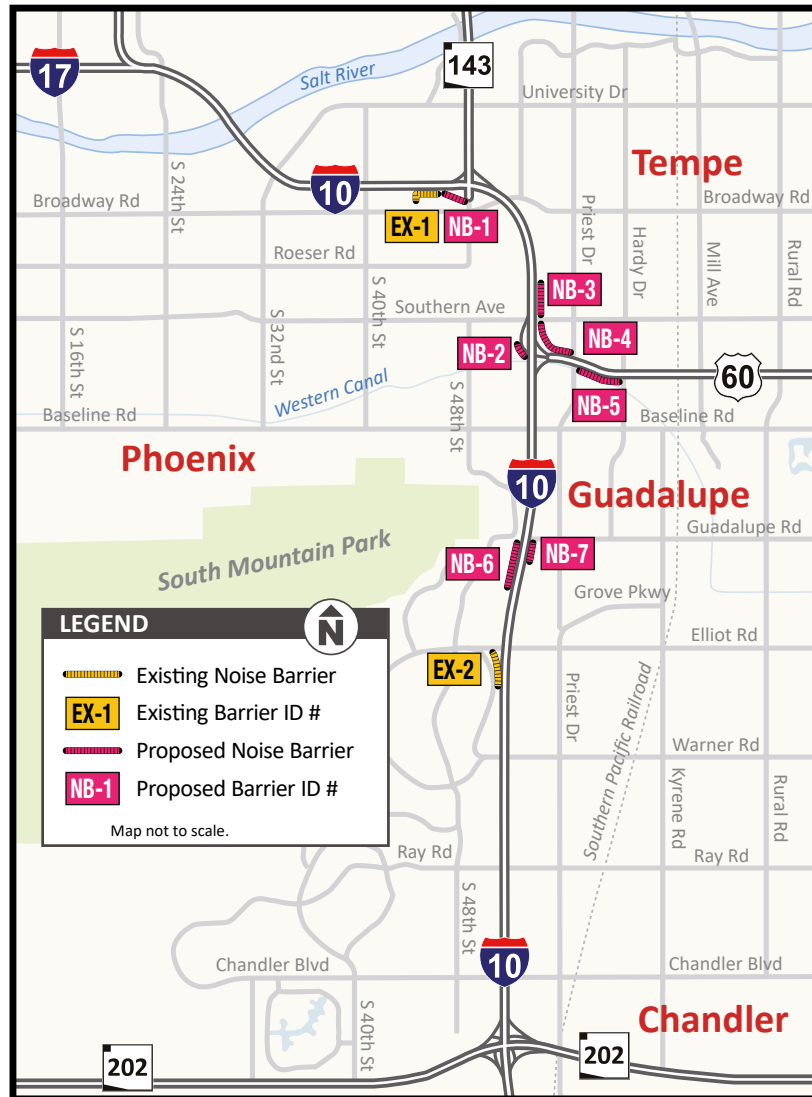 Salt River
17
143
University Dr
Tempe
S 24th St
10
Broadway Rd
Broadway Rd
EX-1
NB-1
Priest Dr
Hardy Dr
Mill Ave
Rural Rd
Roeser Rd
S 40th St
NB-3
Southern Ave
S 16th St
S 32nd St
NB-2
NB-4
60
Western Canal
S 48th St
NB-5
Baseline Rd
Baseline Rd
Phoenix
10
Guadalupe
South Mountain Park
Guadalupe Rd
NB-6
NB-7
Grove Pkwy
LEGEND
N
Existing Noise Barrier
EX-1
Existing Barrier ID #
Proposed Noise Barrier
NB-1
Proposed Barrier ID #
Map not to scale.
Elliot Rd
EX-2
Priest Dr
Southern Pacific Railroad
Warner Rd
Kyrene Rd
Rural Rd
Ray Rd
Ray Rd
S 48th St
10
Chandler Blvd
Chandler Blvd
S 40th St
Chandler
202
202